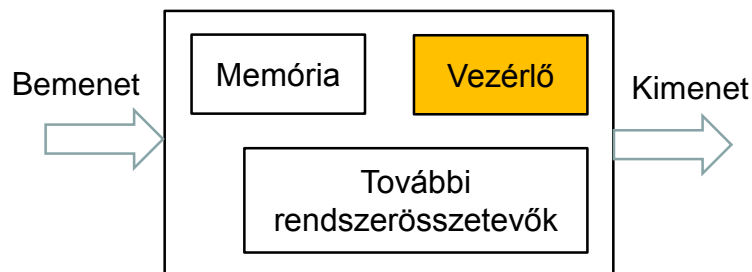 Bemenet
Memória
Vezérlő
Kimenet
További
rendszerösszetevők